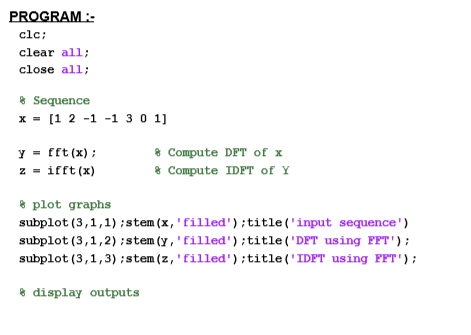 PROGRAM :-
clc;
clear all;
close all;
% Sequence
x = [1 2 -1 -1 3 0 1]
y = fft(x);          % Compute DFT of x
z = ifft(x)          % Compute IDFT of Y
% plot graphs
subplot(3,1,1);stem(x,'filled');title('input sequence')
subplot(3,1,2);stem(y,'filled');title('DFT using FFT');
subplot(3,1,3);stem(z,'filled');title('IDFT using FFT');
% display outputs